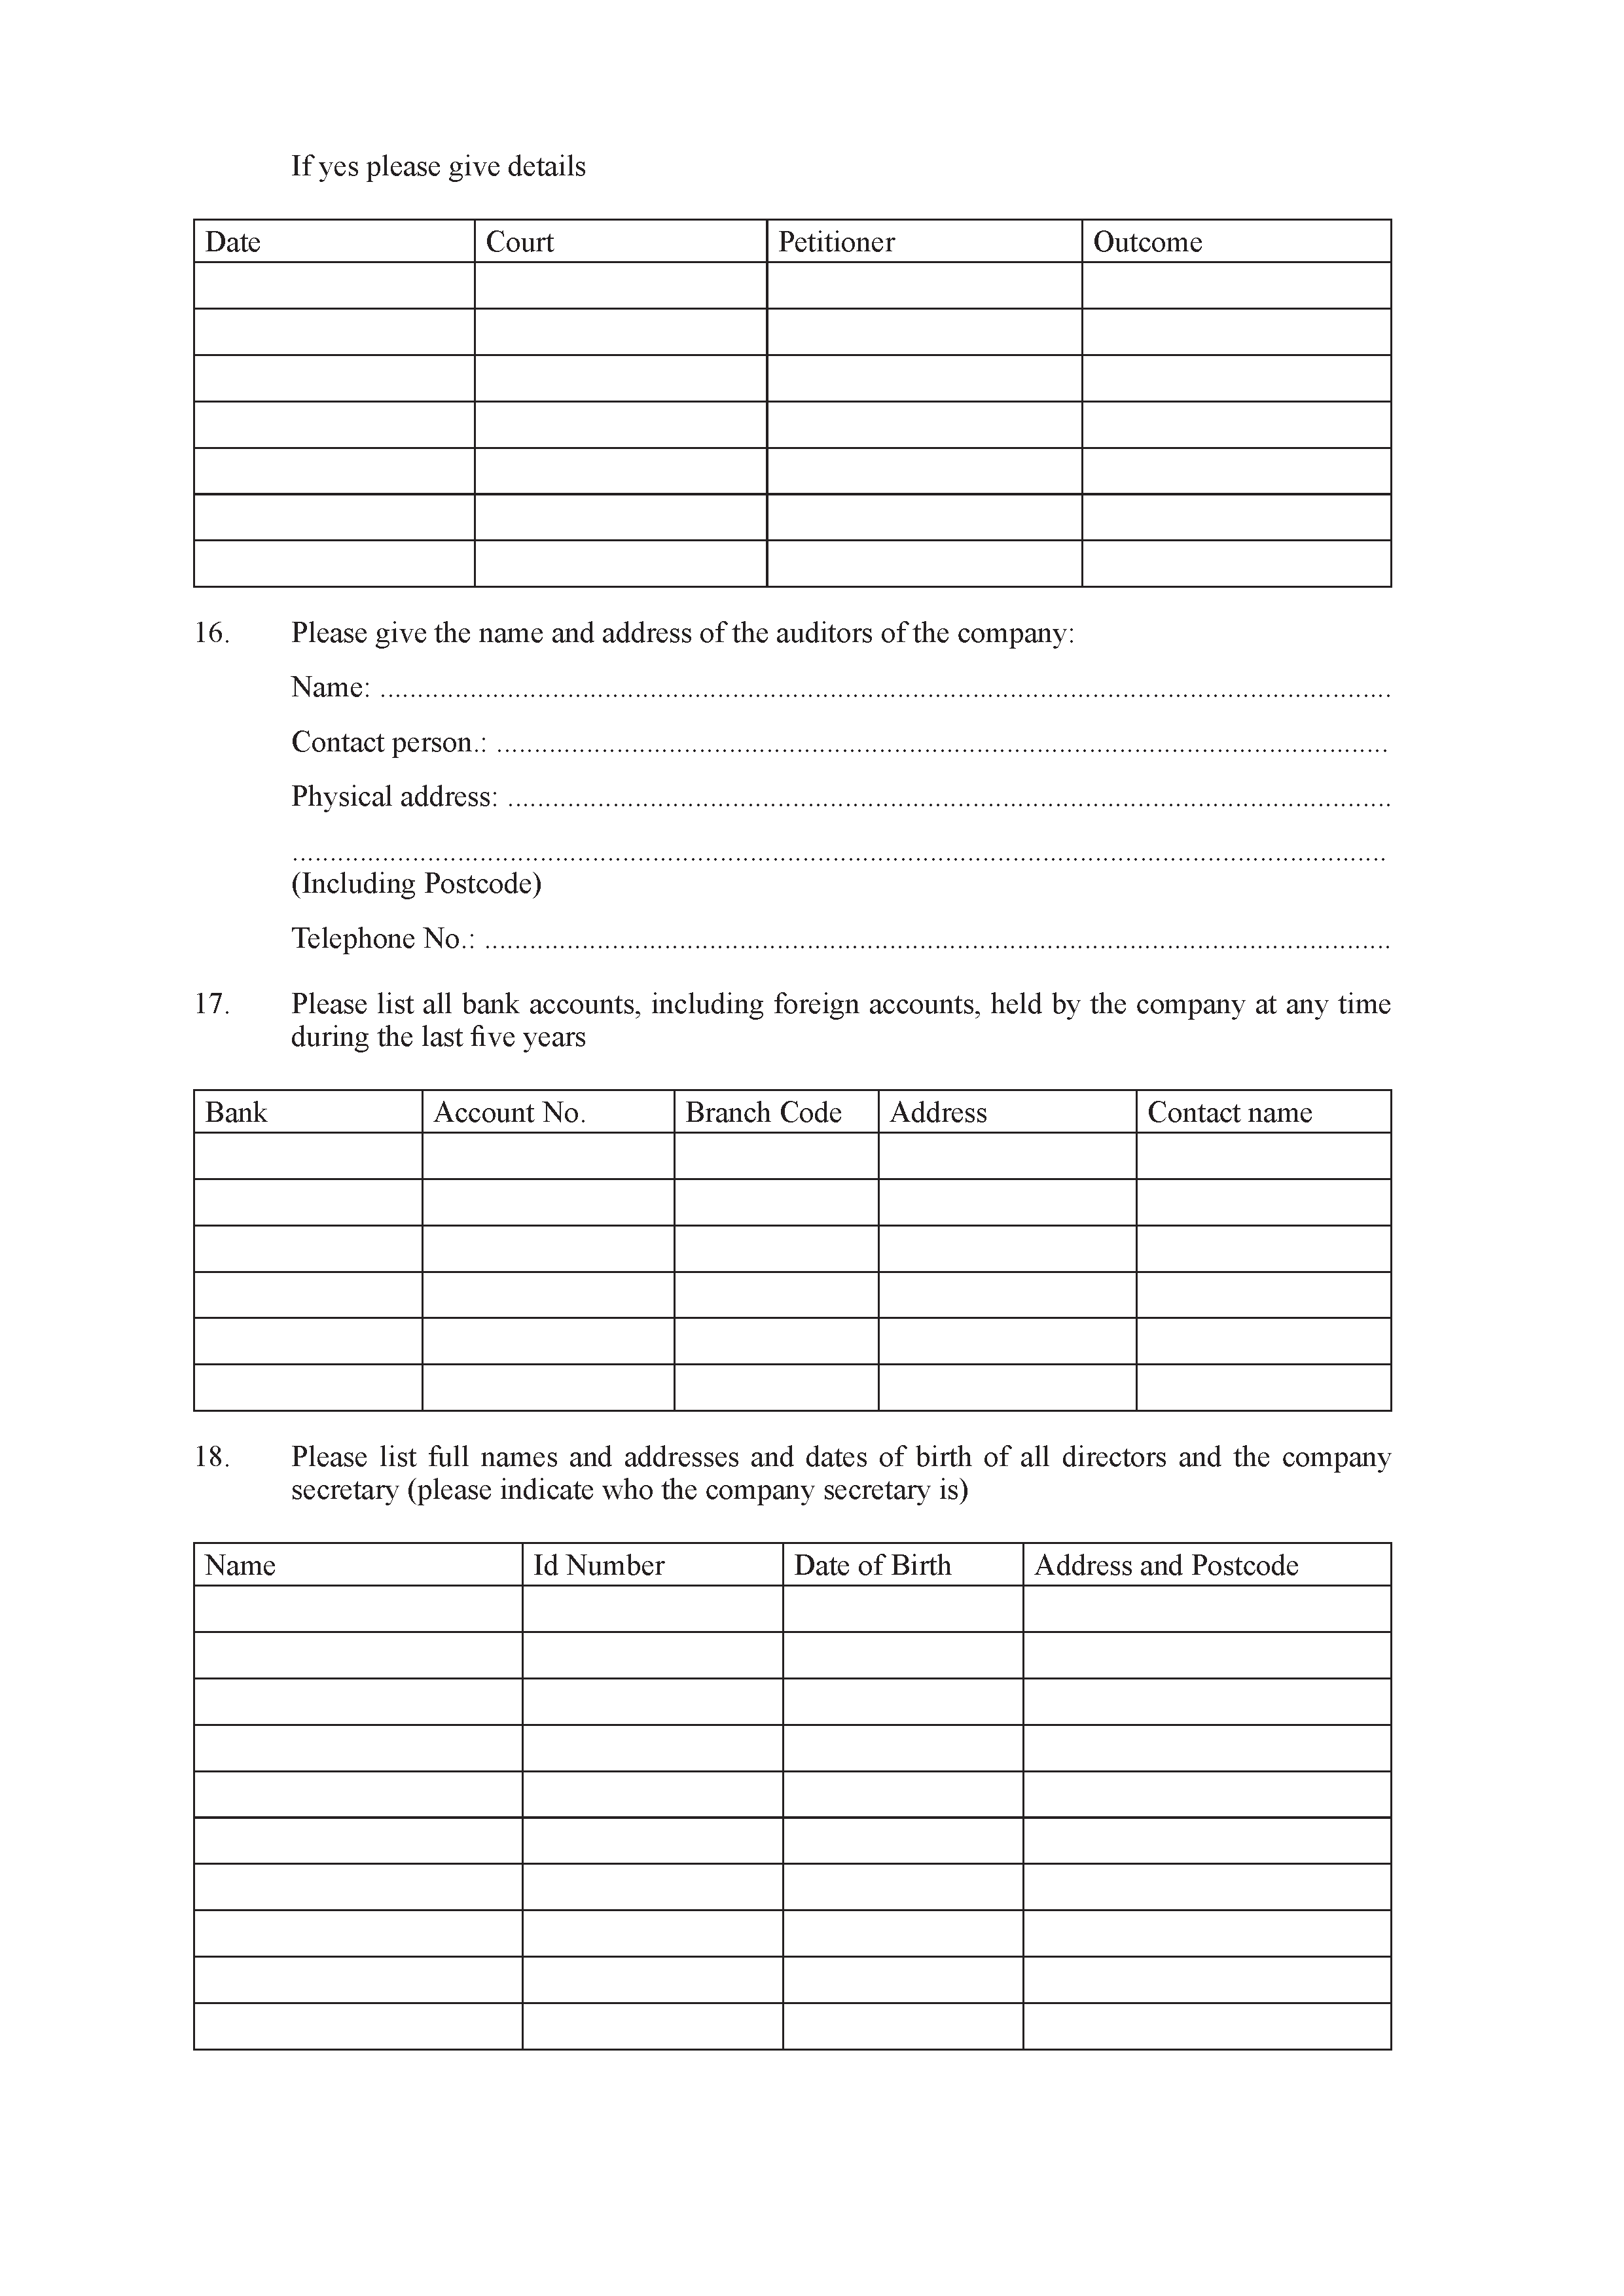 If yes please give details
Date Court Petitioner Outcome
16. Please give the name and address of the auditors of the company:
Name: ........................................................................................................................................
Contact person.: ........................................................................................................................
Physical address: .......................................................................................................................
....................................................................................................................................................
(Including Postcode)
Telephone No.: ..........................................................................................................................
17. Please list all bank accounts, including foreign accounts, held by the company at any time
during the last five years
Bank Account No. Branch Code Address Contact name
18. Please list full names and addresses and dates of birth of all directors and the company
secretary (please indicate who the company secretary is)
Name Id Number Date of Birth Address and Postcode